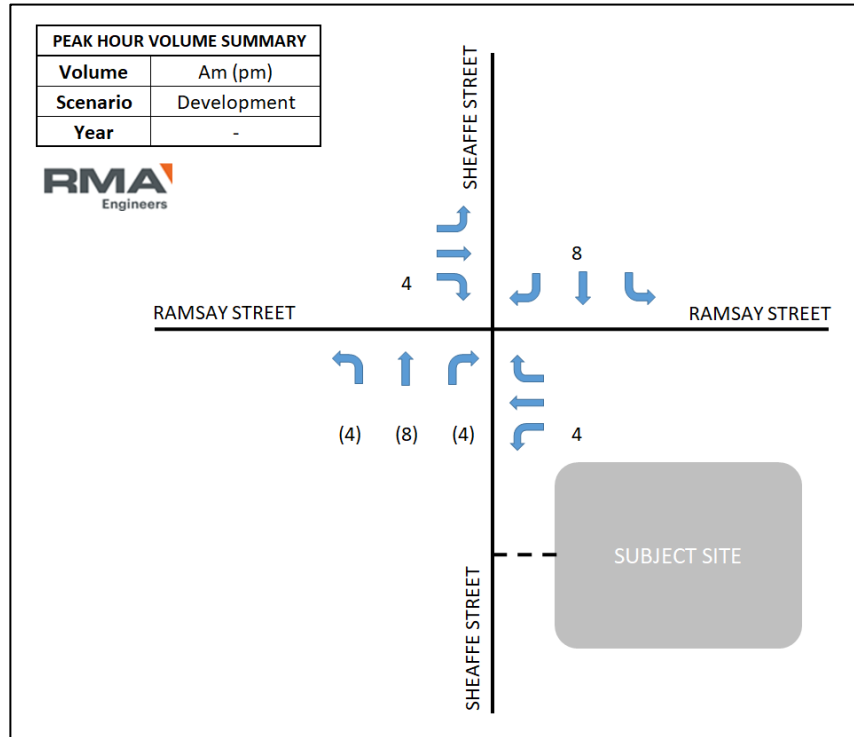 PEAK HOUR VOLUME SUMMARY
Volume Am (pm)
Scenario Development
Year -
RMA
Engineers
SHEAFFE STREET
8
4
RAMSAY STREET
RAMSAY STREET
(4) (8) (4) 4
SUBJECT SITE
SHEAFFE STREET